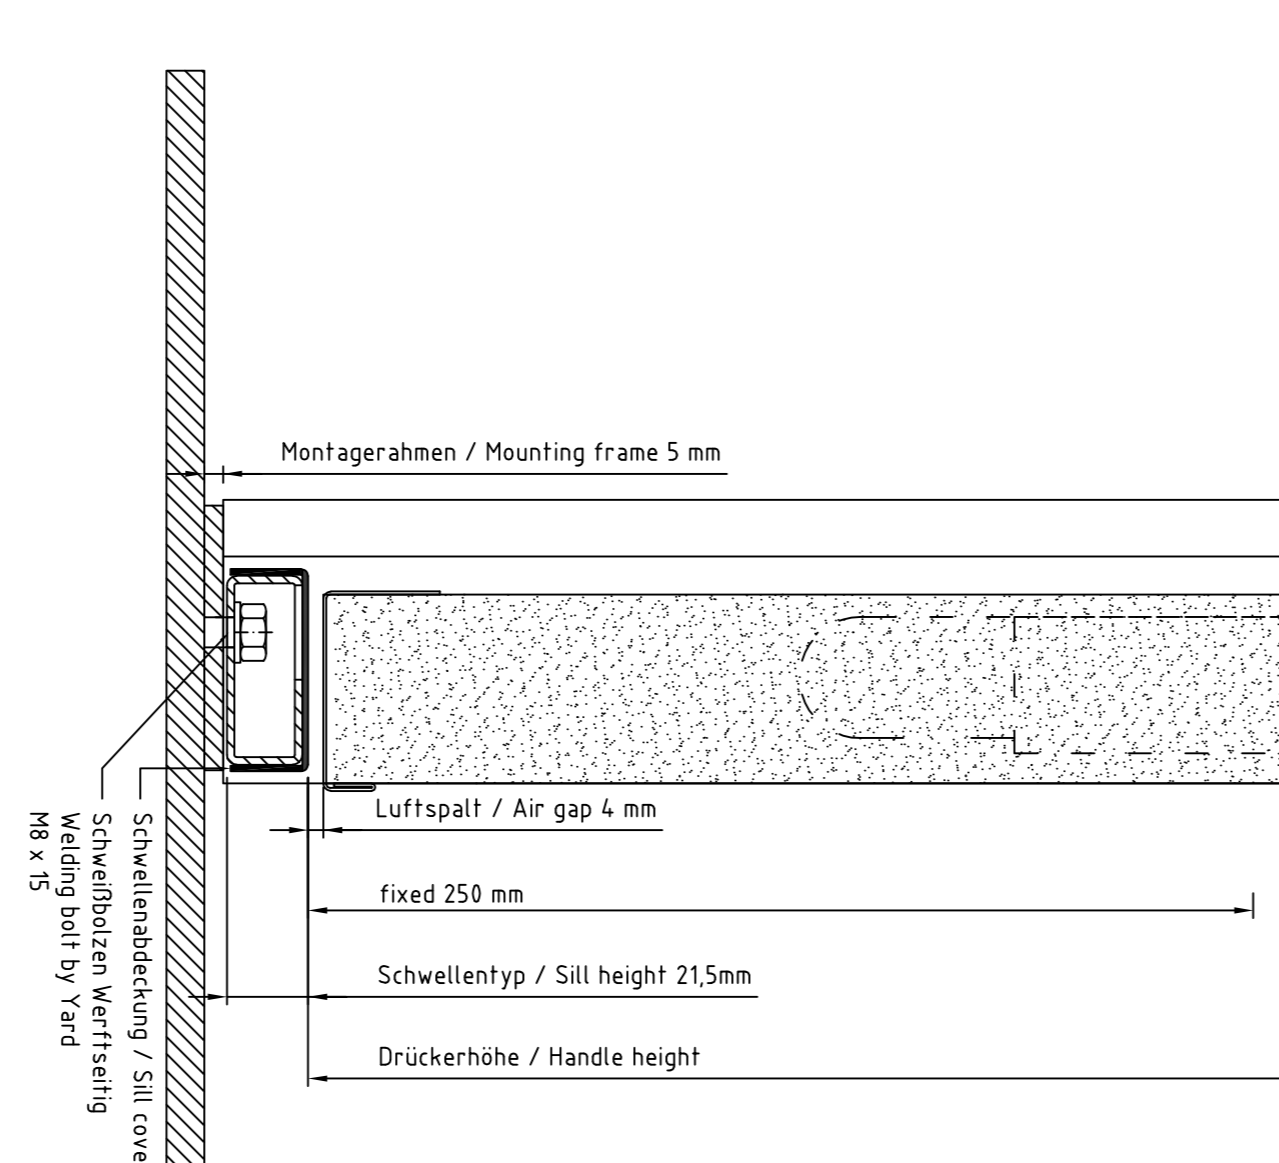 Montagerahmen / Mounting frame 5 mm
Luftspalt / Air gap 4 mm
fixed 250 mm
Schwellentyp / Sill height 21,5mm
Drückerhöhe / Handle height
Schwellenabdeckung / Sill cove
Schweißbolzen Werftseitig
Welding bolt by Yard
M8 x 15